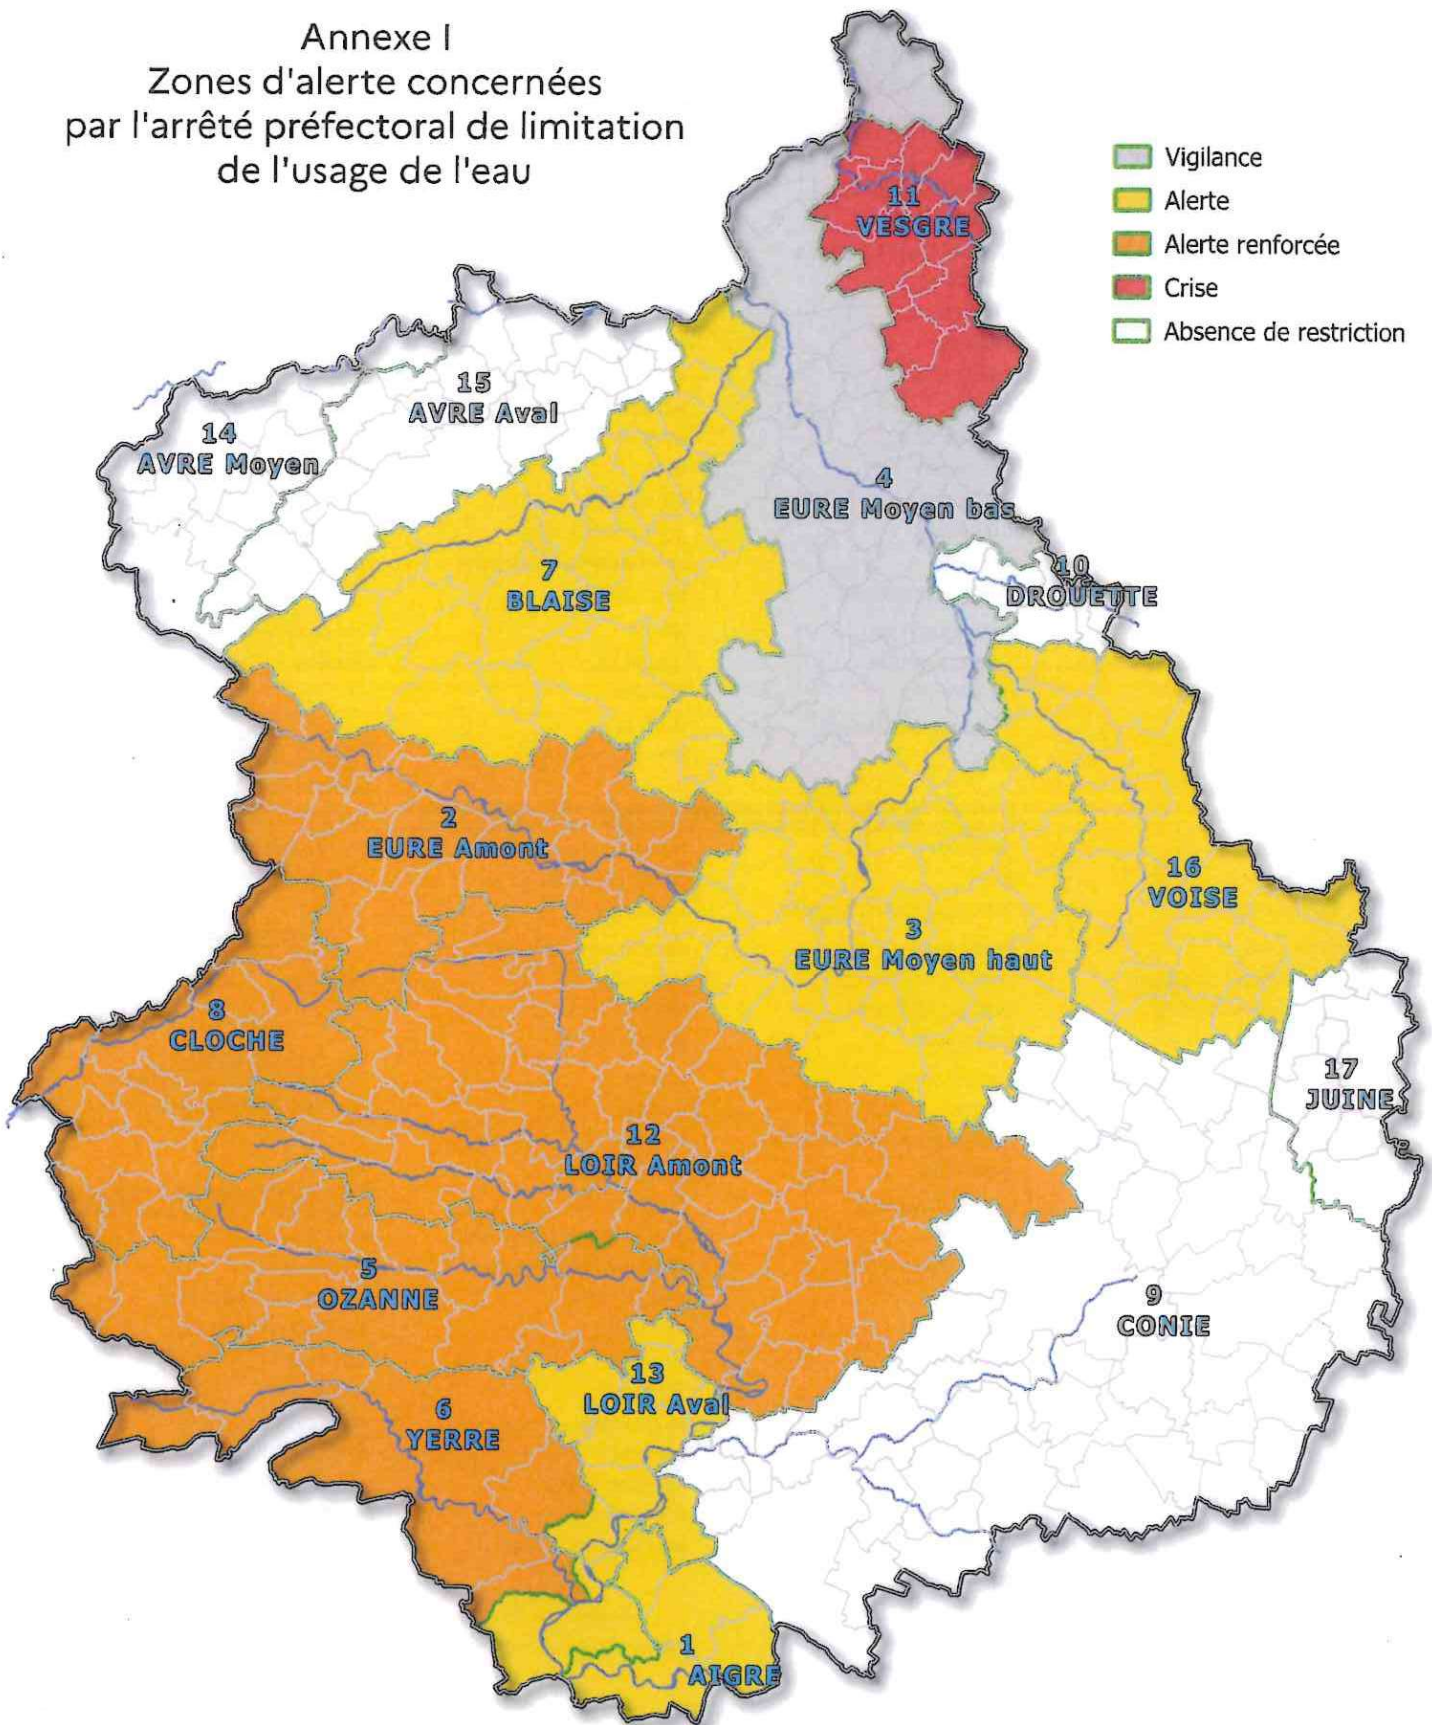 Annexe I
Zones d'alerte concernées
par l'arrêté préfectoral de limitation
de l'usage de l'eau
Vigilance
Alerte
Alerte renforcée
Crise
Absence de restriction
11
VESGRE
15
AVRE Aval
14
AVRE Moyen
4
EURE Moyen bas
7
BLAISE
10
DROUETTE
2
EURE Amont
16
VOISE
3
EURE Moyen haut
8
CLOCHE
17
JUINE
12
LOIR Amont
5
OZANNE
9
CONIE
13
LOIR Aval
6
YERRE
1
AIGRE